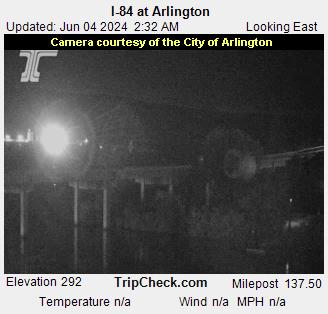 I-84 at Arlington
Updated: Jun 04 2024 2:32 AM Looking East
Camera courtesy of the City of Arlington
Elevation 292 TripCheck.com Milepost 137.50
Temperature n/a Wind n/a MPH n/a